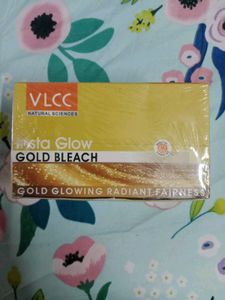 VLCC
NATURAL SCIENCES
Insta Glow
GOLD BLEACH
GOLD GLOWING RADIANT FAIRNESS